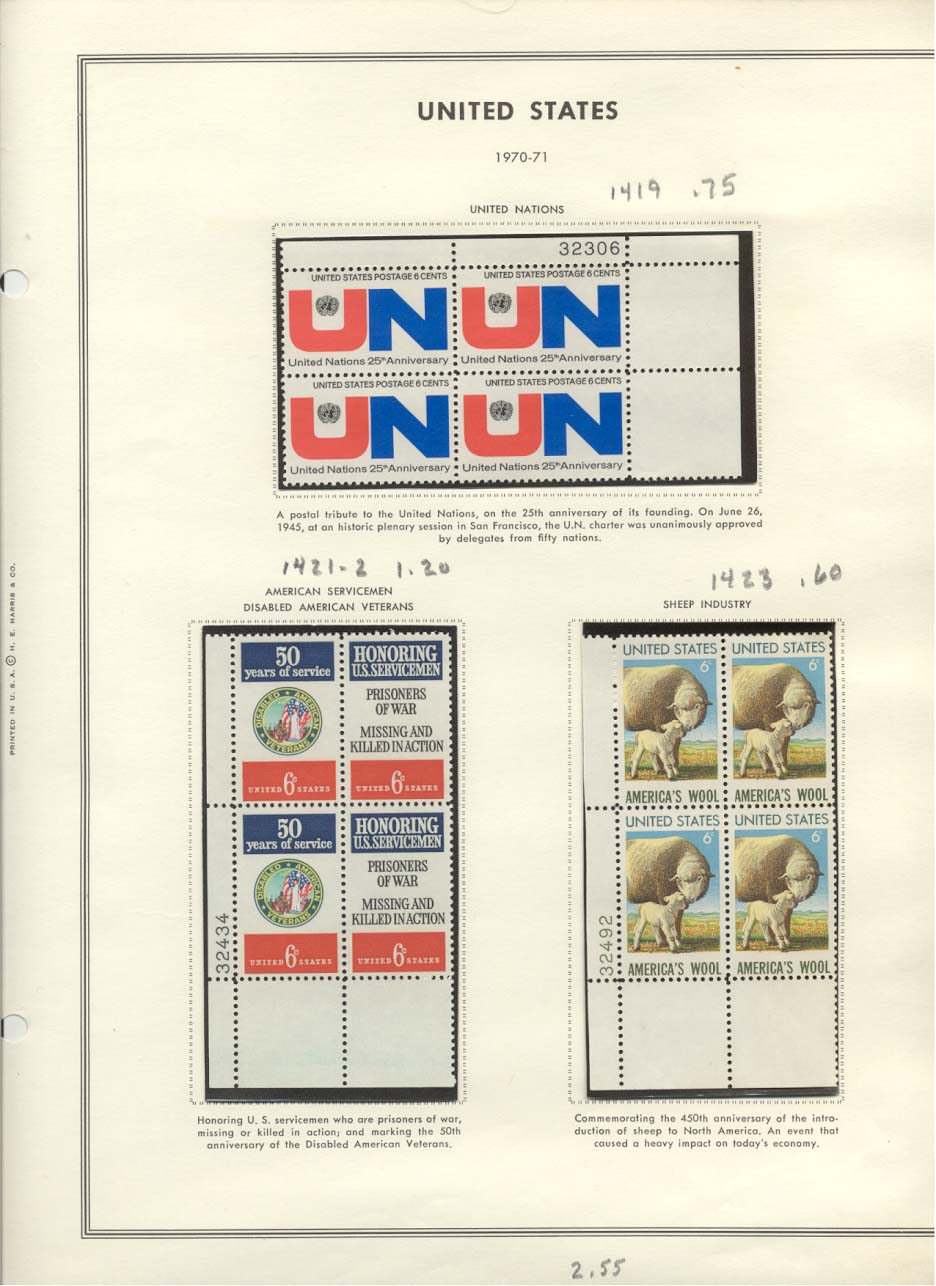 UNITED STATES
1970-71
1419 .75
UNITED NATIONS
32306
UNITED STATES POSTAGE 6 CENTS
UNITED STATES POSTAGE 6 CENTS
UN
UN
United Nations 25th Anniversary
United Nations 25th Anniversary
UNITED STATES POSTAGE 6 CENTS
UNITED STATES POSTAGE 6 CENTS
UN
UN
United Nations 25th Anniversary
United Nations 25th Anniversary
A postal tribute to the United Nations, on the 25th anniversary of its founding. On June 26,
1945, at an historic plenary session in San Francisco, the U.N. charter was unanimously approved
by delegates from fifty nations.
1421-2 1.20
AMERICAN SERVICEMEN
DISABLED AMERICAN VETERANS
50
years of service
DISABLED AMERICAN VETERANS
6c
UNITED STATES
HONORING
U.S. SERVICEMEN
PRISONERS
OF WAR
MISSING AND
KILLED IN ACTION
6c
UNITED STATES
50
years of service
DISABLED AMERICAN VETERANS
6c
UNITED STATES
HONORING
U.S. SERVICEMEN
PRISONERS
OF WAR
MISSING AND
KILLED IN ACTION
6c
UNITED STATES
32434
Honoring U. S. servicemen who are prisoners of war,
missing or killed in action; and marking the 50th
anniversary of the Disabled American Veterans.
1423 .60
SHEEP INDUSTRY
UNITED STATES
6c
AMERICA'S WOOL
UNITED STATES
6c
AMERICA'S WOOL
UNITED STATES
6c
AMERICA'S WOOL
UNITED STATES
6c
AMERICA'S WOOL
32492
Commemorating the 450th anniversary of the intro-
duction of sheep to North America. An event that
caused a heavy impact on today's economy.
PRINTED IN U. S. A. © H. E. HARRIS & CO.
2.55